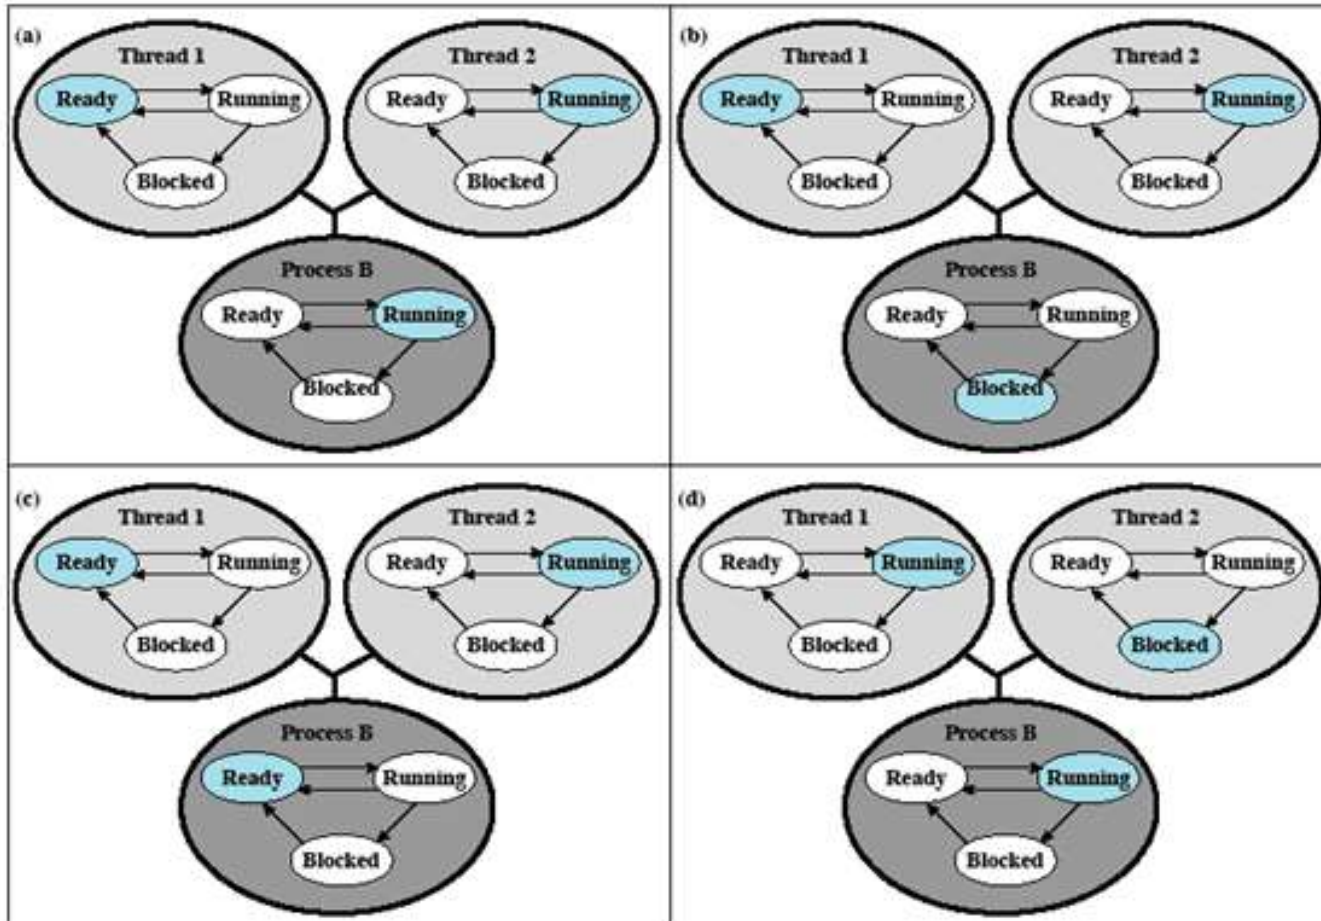 (a)
Thread 1
Ready
Running
Blocked
Thread 2
Ready
Running
Blocked
Process B
Ready
Running
Blocked
(b)
Thread 1
Ready
Running
Blocked
Thread 2
Ready
Running
Blocked
Process B
Ready
Running
Blocked
(c)
Thread 1
Ready
Running
Blocked
Thread 2
Ready
Running
Blocked
Process B
Ready
Running
Blocked
(d)
Thread 1
Ready
Running
Blocked
Thread 2
Ready
Running
Blocked
Process B
Ready
Running
Blocked